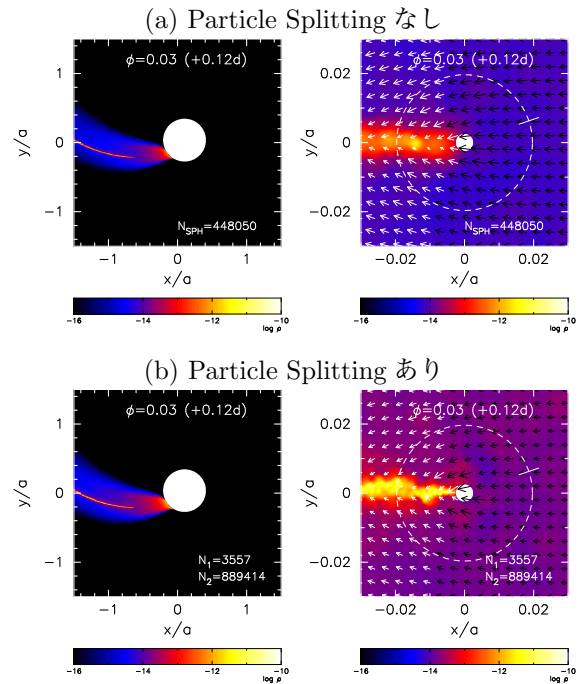 (a) Particle Splitting なし
φ=0.03 (+0.12d)
N_SPH=448050
y/a
1
0
−1
−1
0
1
x/a
−16
−14
−12
−10
log ρ
φ=0.03 (+0.12d)
N_SPH=448050
y/a
0.02
0
−0.02
−0.02
0
0.02
x/a
−16
−14
−12
−10
log ρ
(b) Particle Splitting あり
φ=0.03 (+0.12d)
N_1=3557
N_2=889414
y/a
1
0
−1
−1
0
1
x/a
−16
−14
−12
−10
log ρ
φ=0.03 (+0.12d)
N_1=3557
N_2=889414
y/a
0.02
0
−0.02
−0.02
0
0.02
x/a
−16
−14
−12
−10
log ρ